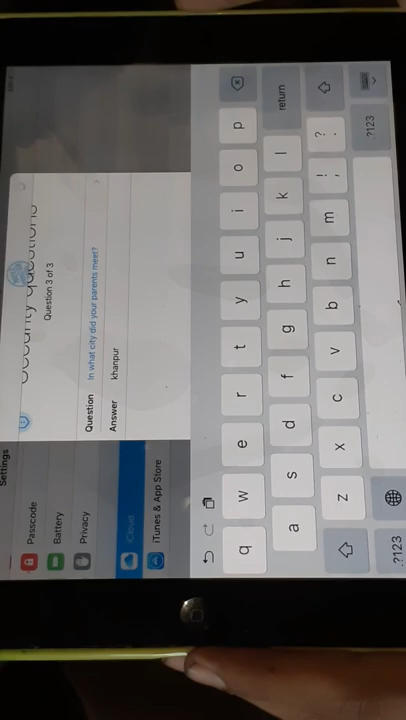 Settings
Passcode
Battery
Privacy
iCloud
iTunes & App Store
Security Questions
Question 3 of 3
Question In what city did your parents meet?
Answer khanpur
q w e r t y u i o p
a s d f g h j k l return
z x c v b n m ! , ? .
.?123 .?123